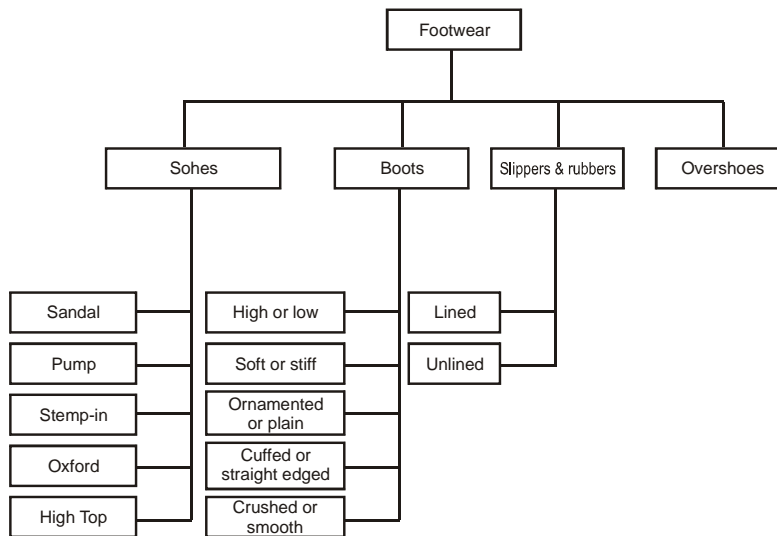 Footwear
Sohes
Boots
Slippers & rubbers
Overshoes
Sandal
Pump
Stemp-in
Oxford
High Top
High or low
Soft or stiff
Ornamented
or plain
Cuffed or
straight edged
Crushed or
smooth
Lined
Unlined